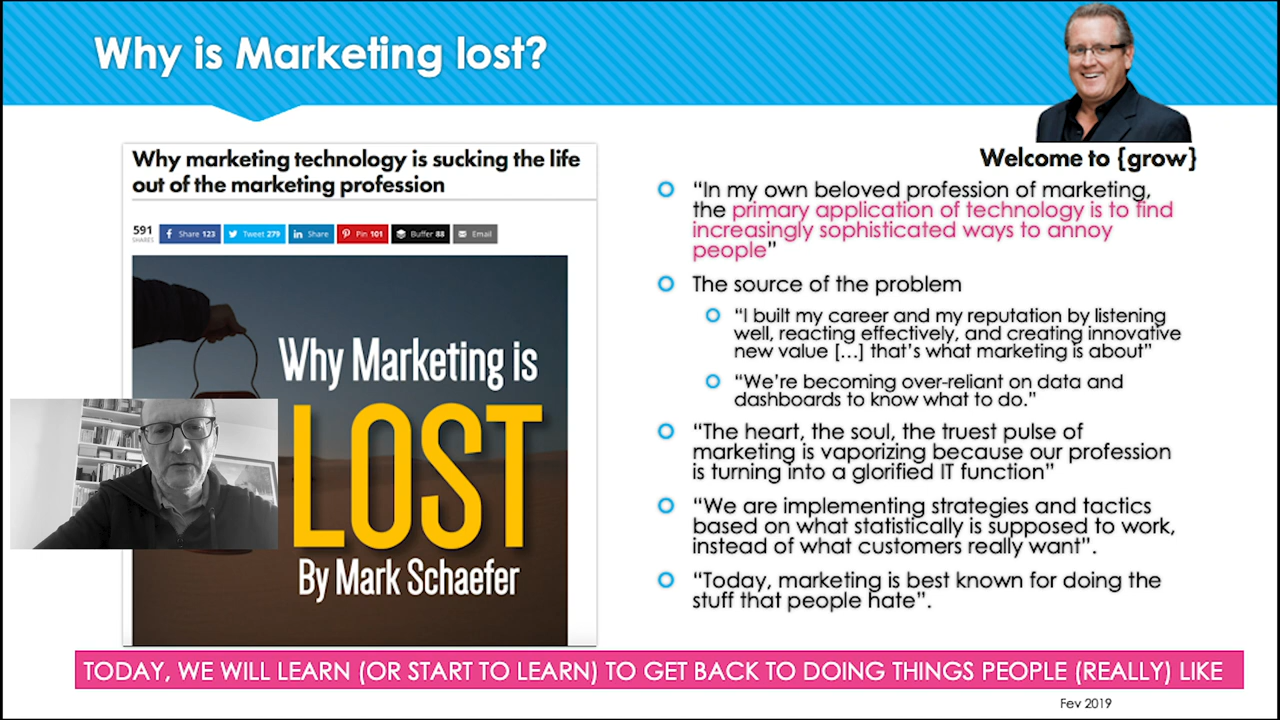 Why is Marketing lost?
Why marketing technology is sucking the life
out of the marketing profession
591
SHARES
Share 123
Tweet 279
Share
Pin 101
Buffer 88
Email
Why Marketing is
LOST
By Mark Schaefer
Welcome to {grow}
“In my own beloved profession of marketing,
the primary application of technology is to find
increasingly sophisticated ways to annoy
people”
The source of the problem
“I built my career and my reputation by listening
well, reacting effectively, and creating innovative
new value […] that’s what marketing is about”
“We’re becoming over-reliant on data and
dashboards to know what to do.”
“The heart, the soul, the truest pulse of
marketing is vaporizing because our profession
is turning into a glorified IT function”
“We are implementing strategies and tactics
based on what statistically is supposed to work,
instead of what customers really want”.
“Today, marketing is best known for doing the
stuff that people hate”.
TODAY, WE WILL LEARN (OR START TO LEARN) TO GET BACK TO DOING THINGS PEOPLE (REALLY) LIKE
Fev 2019